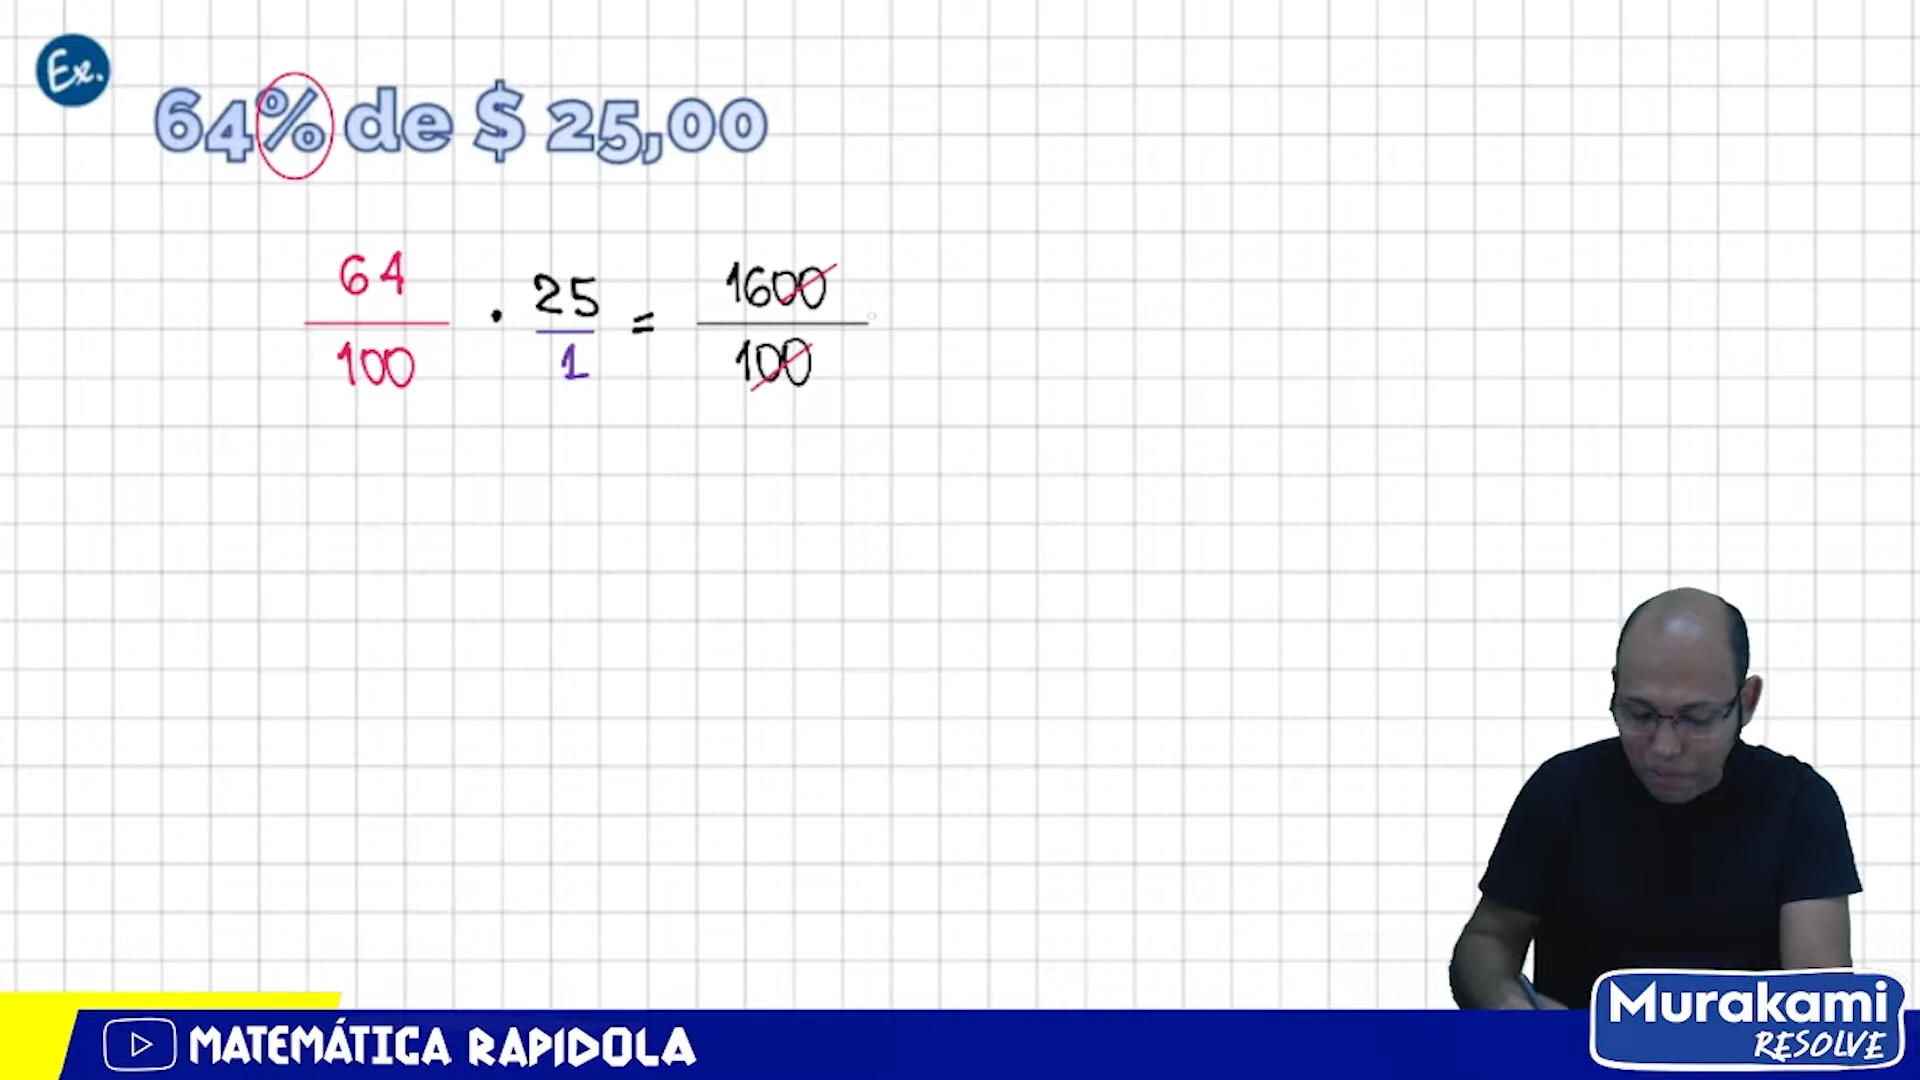 Ex.
64% de $ 25,00
64/100 · 25/1 = 1600/100
MATEMÁTICA RAPIDOLA
Murakami
RESOLVE